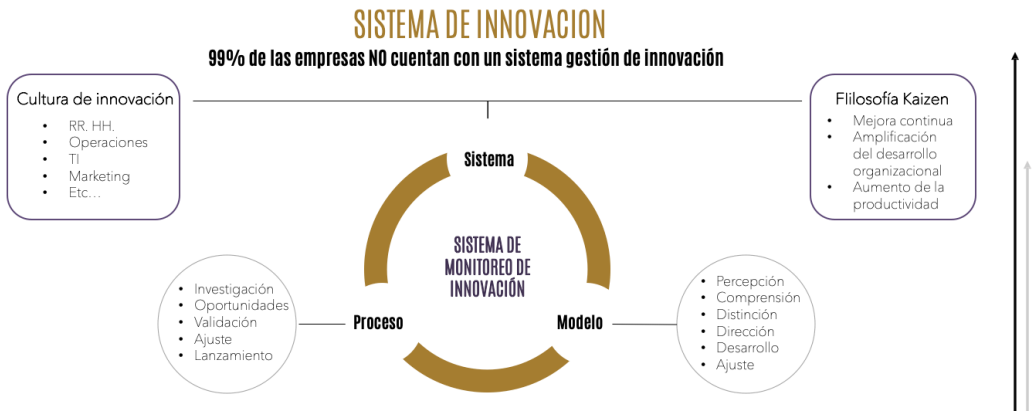 SISTEMA DE INNOVACION
99% de las empresas NO cuentan con un sistema gestión de innovación
Cultura de innovación
• RR. HH.
• Operaciones
• TI
• Marketing
• Etc...
Flilosofía Kaizen
• Mejora continua
• Amplificación
del desarrollo
organizacional
• Aumento de la
productividad
Sistema
SISTEMA DE
MONITOREO DE
INNOVACIÓN
• Investigación
• Oportunidades
• Validación
• Ajuste
• Lanzamiento
Proceso
Modelo
• Percepción
• Comprensión
• Distinción
• Dirección
• Desarrollo
• Ajuste